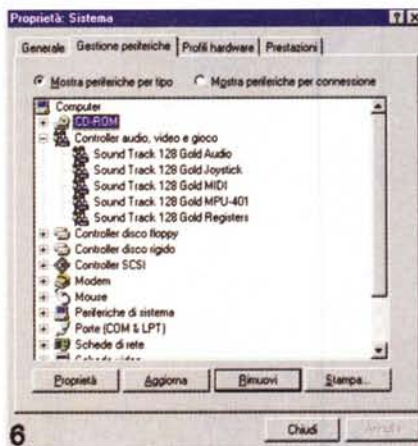 Proprietà: Sistema
Generale Gestione periferiche Profili hardware Prestazioni
Mostra periferiche per tipo Mostra periferiche per connessione
Computer
CD-ROM
Controller audio, video e gioco
Sound Track 128 Gold Audio
Sound Track 128 Gold Joystick
Sound Track 128 Gold MIDI
Sound Track 128 Gold MPU-401
Sound Track 128 Gold Registers
Controller disco floppy
Controller disco rigido
Controller SCSI
Modem
Mouse
Periferiche di sistema
Porte (COM & LPT)
Schede di rete
Schede video
Proprietà Aggiorna Rimuovi Stampa...
6 Chiudi Annulla